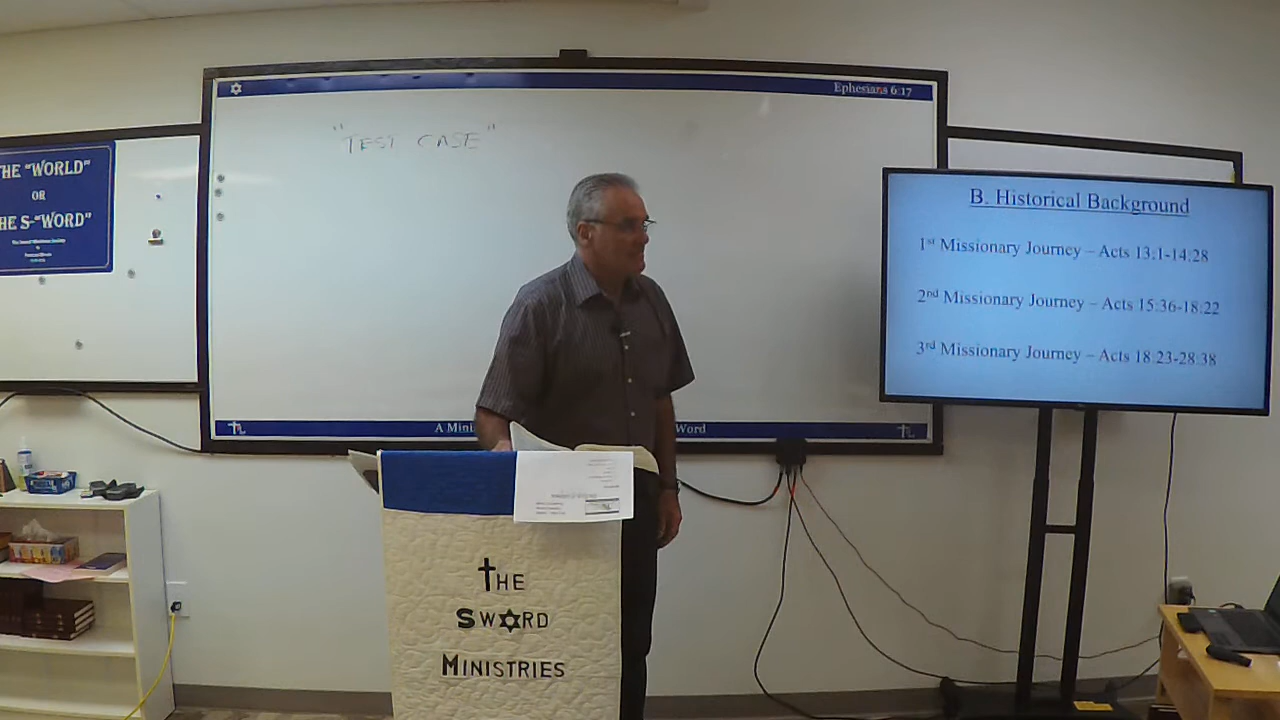 Ephesians 6:17
"TEST CASE"
THE "WORLD"
OR
THE S-"WORD"
B. Historical Background
1st Missionary Journey – Acts 13:1-14:28
2nd Missionary Journey – Acts 15:36-18:22
3rd Missionary Journey – Acts 18:23-28:38
A Mini
Word
THE
SWORD
MINISTRIES